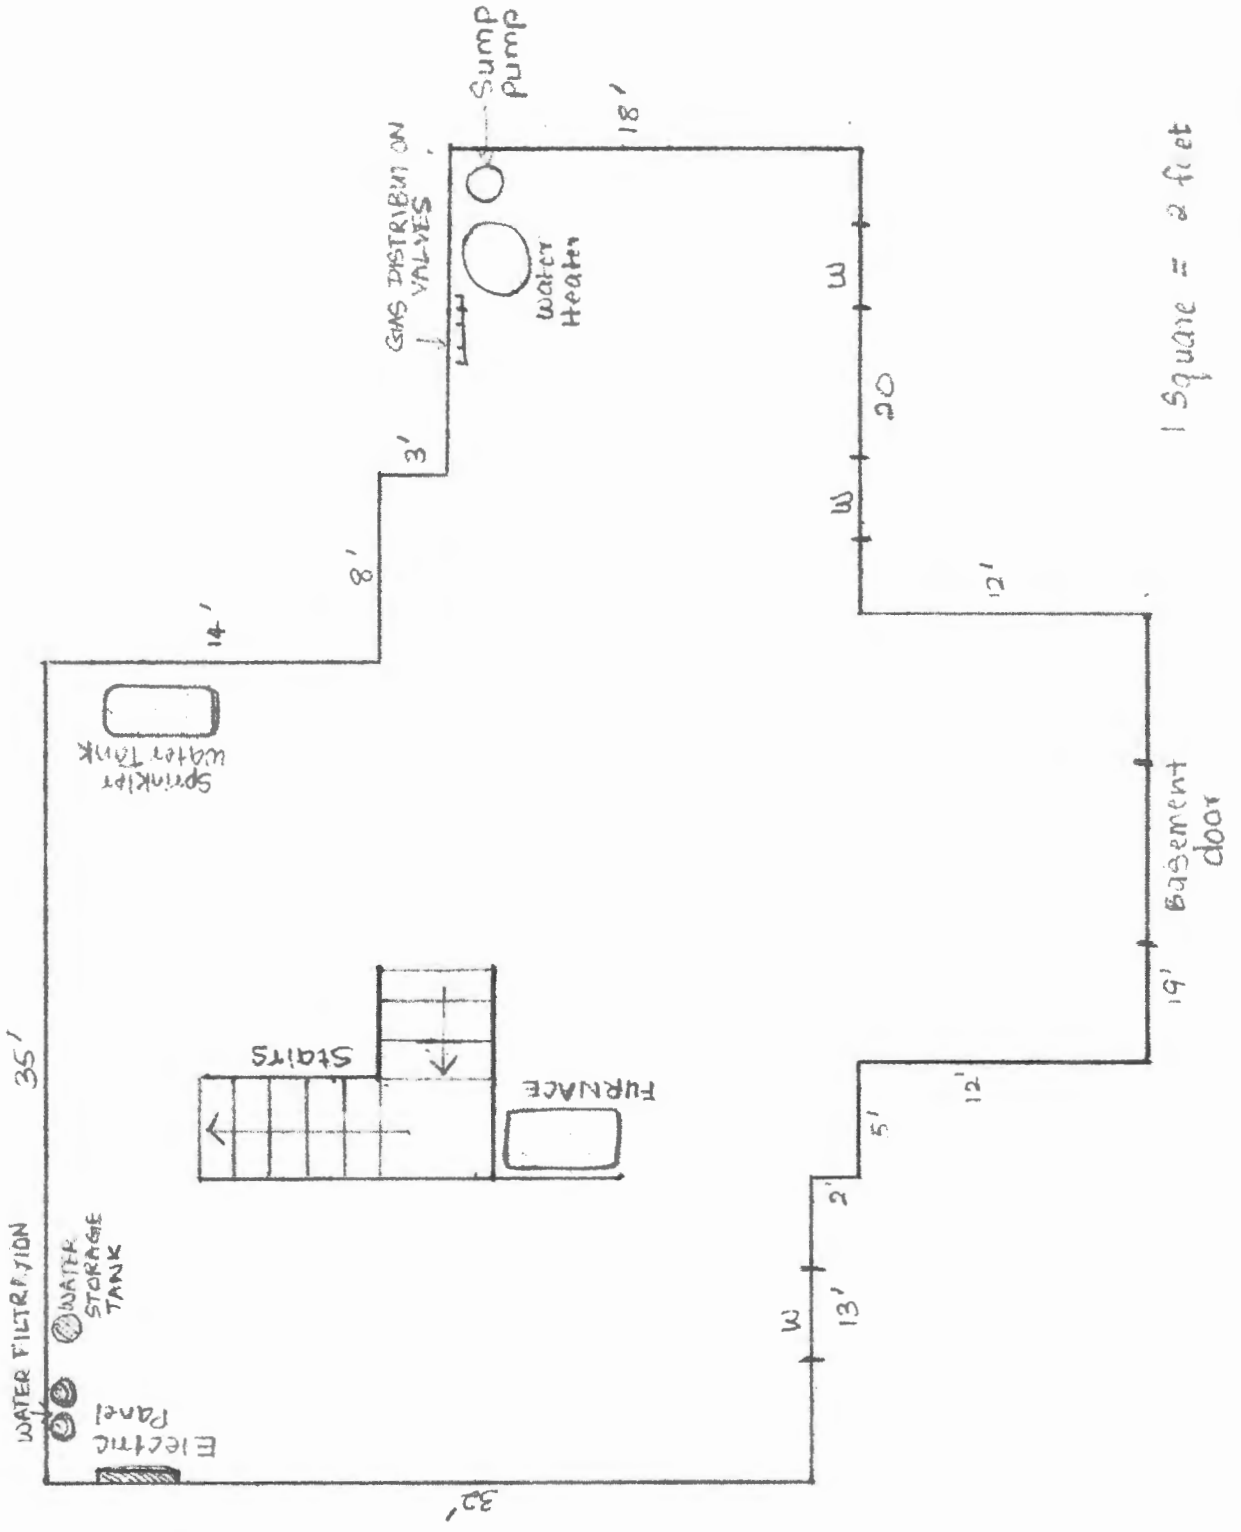 WATER FILTRATION
35'
WATER
STORAGE
TANK
Electric
Panel
32'
Stairs
FURNACE
Sprinkler
Water Tank
14'
8'
3'
GAS DISTRIBUTION
VALVES
Sump
Pump
Water
Heater
18'
W
20
W
12'
Basement
door
19'
12'
5'
2'
W
13'
1 Square = 2 feet